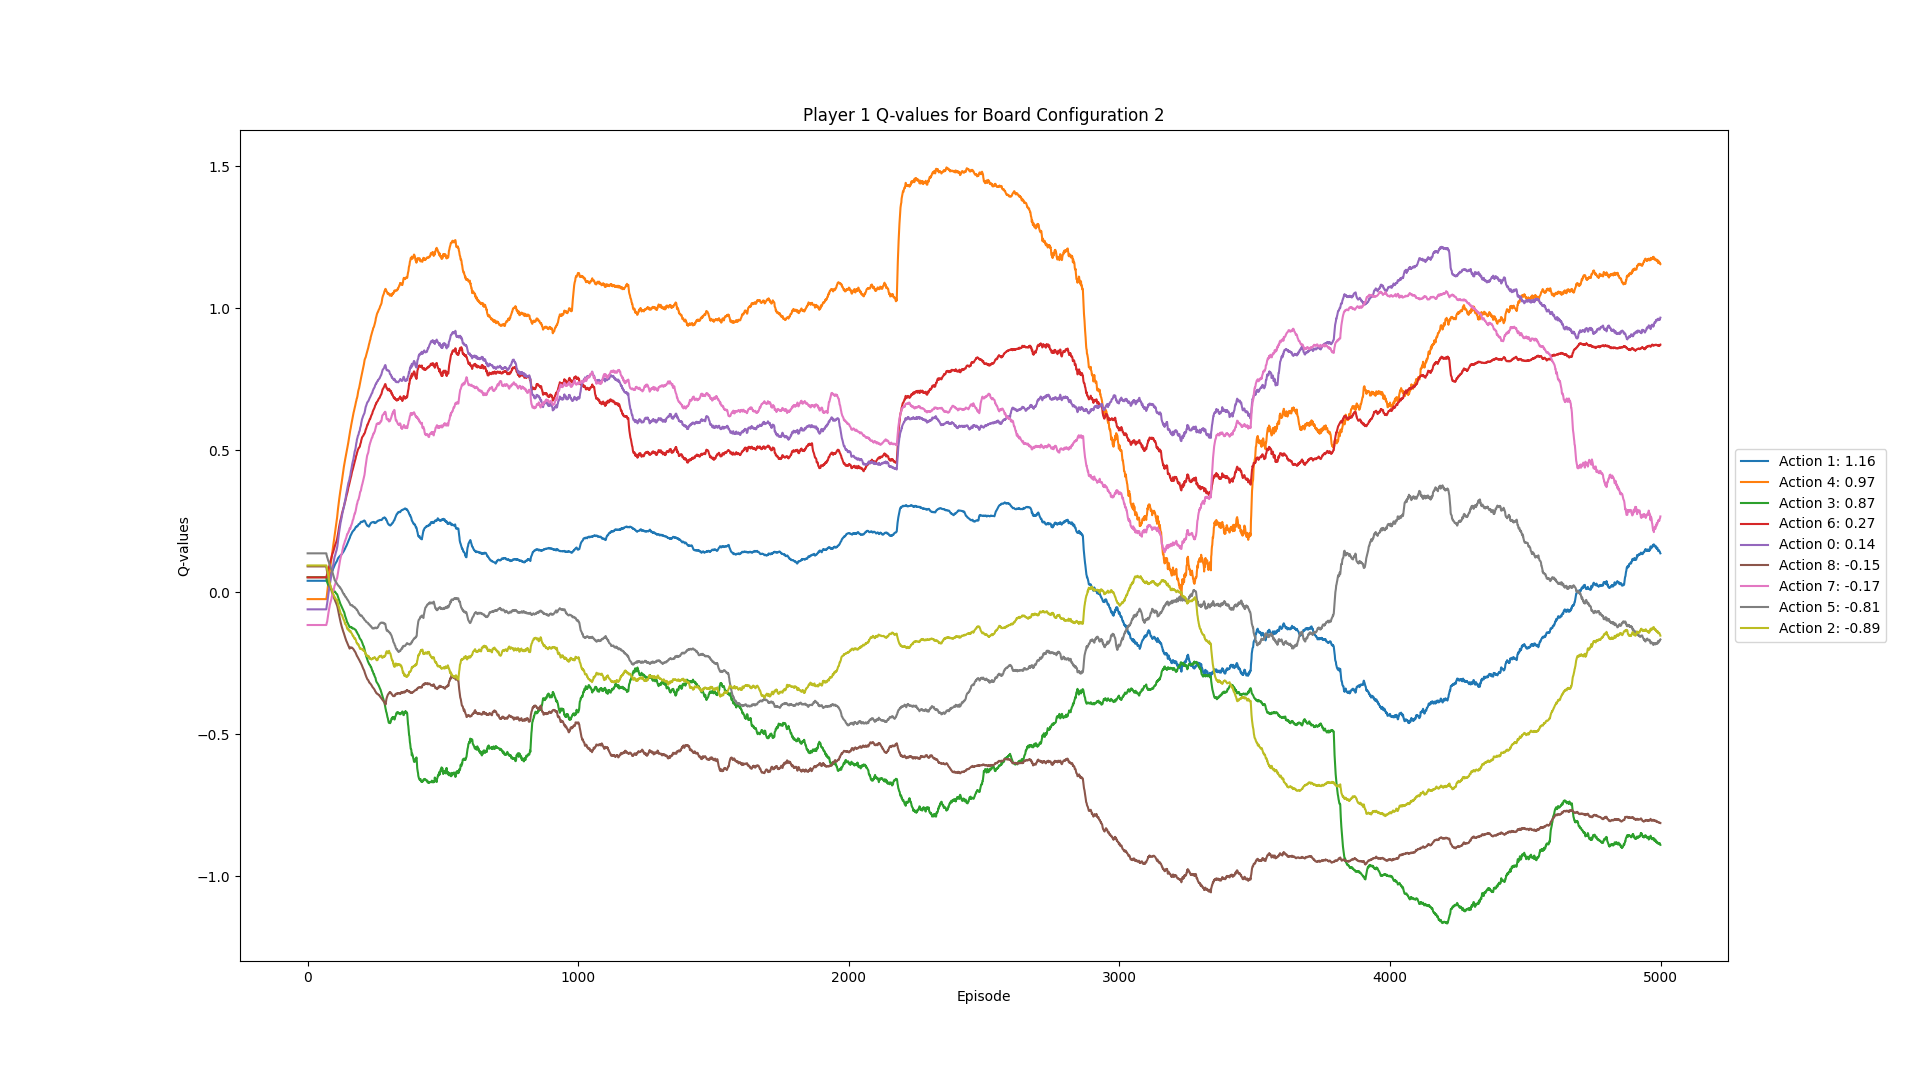 Player 1 Q-values for Board Configuration 2
1.5
1.0
0.5
0.0
−0.5
−1.0
Q-values
0
1000
2000
3000
4000
5000
Episode
Action 1: 1.16
Action 4: 0.97
Action 3: 0.87
Action 6: 0.27
Action 0: 0.14
Action 8: -0.15
Action 7: -0.17
Action 5: -0.81
Action 2: -0.89